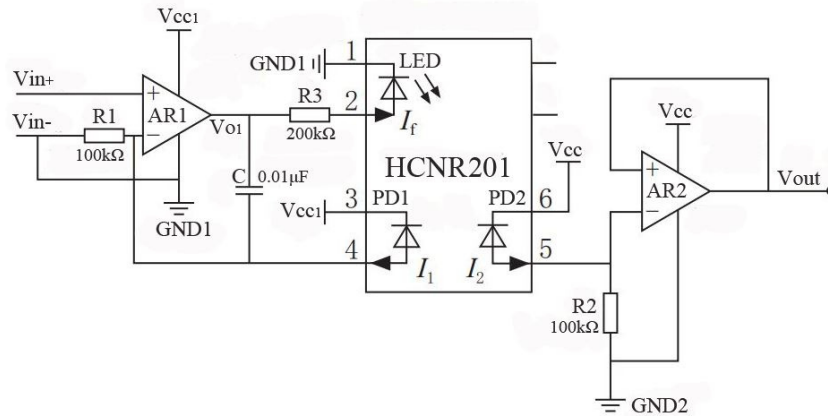 Vcc1
1
LED
GND1
Vin+
+
AR1
R3
2
Vin-
R1
−
Vo1
200kΩ
If
Vcc
100kΩ
HCNR201
Vcc
+
C
0.01μF
AR2
Vout
3
PD1
PD2
6
−
GND1
Vcc1
4
5
I1
I2
R2
100kΩ
GND2